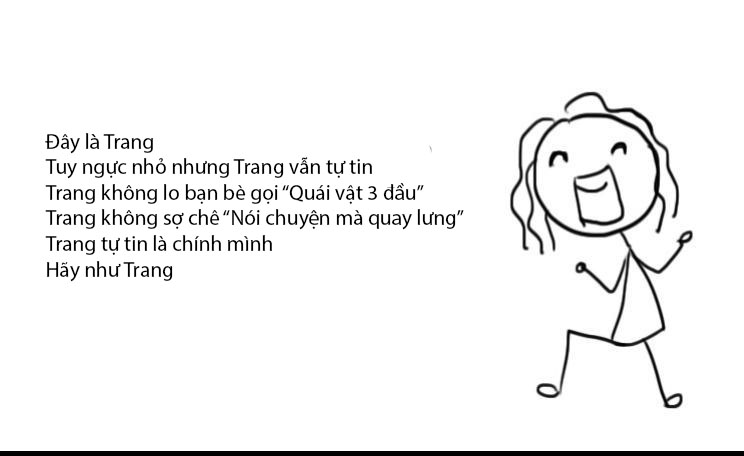 Đây là Trang
Tuy ngực nhỏ nhưng Trang vẫn tự tin
Trang không lo bạn bè gọi “Quái vật 3 đầu”
Trang không sợ chê “Nói chuyện mà quay lưng”
Trang tự tin là chính mình
Hãy như Trang